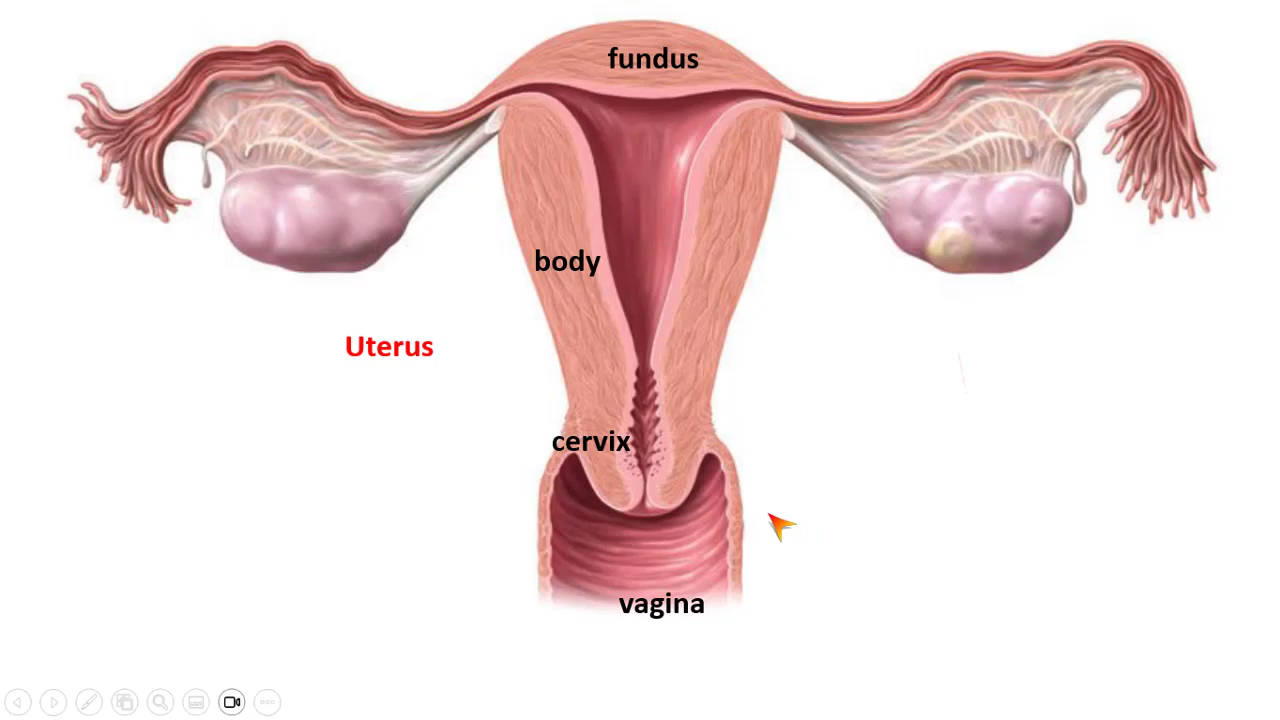 fundus
body
Uterus
cervix
vagina